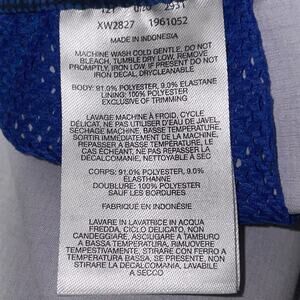 XW2827 1961052
MADE IN INDONESIA
MACHINE WASH COLD GENTLE, DO NOT
BLEACH, TUMBLE DRY LOW, REMOVE
PROMPTLY, IRON LOW, IF PRESENT DO NOT
IRON DECAL, DRYCLEANABLE
BODY: 91.0% POLYESTER, 9.0% ELASTANE
LINING: 100% POLYESTER
EXCLUSIVE OF TRIMMING
LAVAGE MACHINE À FROID, CYCLE
DÉLICAT, NE PAS UTILISER D'EAU DE JAVEL,
SÉCHAGE MACHINE, BASSE TEMPÉRATURE,
SORTIR IMMÉDIATEMENT DE LA MACHINE,
REPASSER À BASSE TEMPÉRATURE, LE
CAS ÉCHÉANT, NE PAS REPASSER LA
DÉCALCOMANIE, NETTOYABLE À SEC
CORPS: 91.0% POLYESTER, 9.0%
ÉLASTHANNE
DOUBLURE: 100% POLYESTER
SAUF LES BORDURES
FABRIQUÉ EN INDONÉSIE
LAVARE IN LAVATRICE IN ACQUA
FREDDA, CICLO DELICATO, NON
CANDEGGIARE, ASCIUGARE A TAMBURO
A BASSA TEMPERATURA, RIMUOVERE
TEMPESTIVAMENTE, STIRARE CON FERRO A
TEMPERATURA BASSA, SE PRESENTE, NON
STIRARE LA DECALCOMANIA, LAVABILE
A SECCO